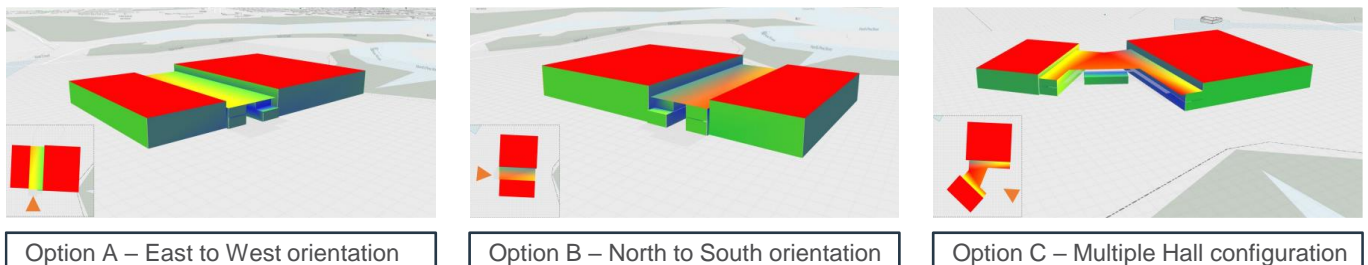 Option A – East to West orientation
Option B – North to South orientation
Option C – Multiple Hall configuration